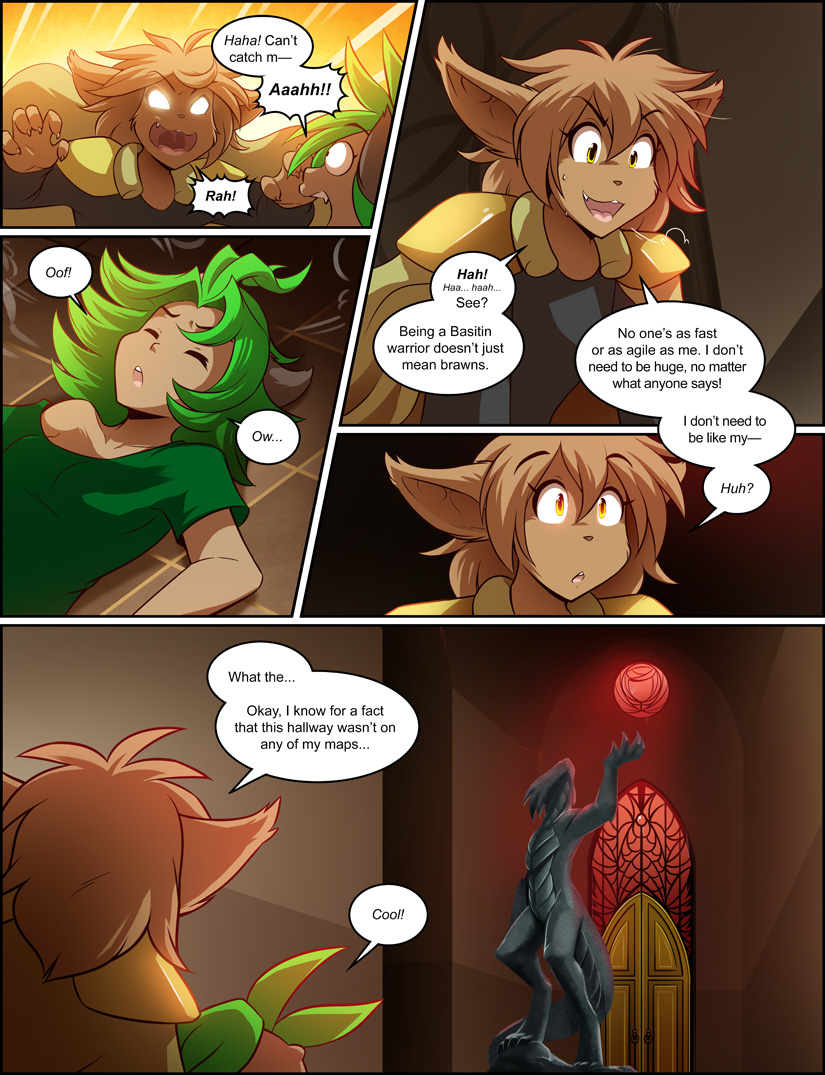 Haha! Can't
catch m—
Aaahh!!
Rah!
Hah!
Haa... haah...
See?
Being a Basitin
warrior doesn't just
mean brawns.
No one's as fast
or as agile as me. I don't
need to be huge, no matter
what anyone says!
I don't need to
be like my—
Oof!
Ow...
Huh?
What the...
Okay, I know for a fact
that this hallway wasn't on
any of my maps...
Cool!